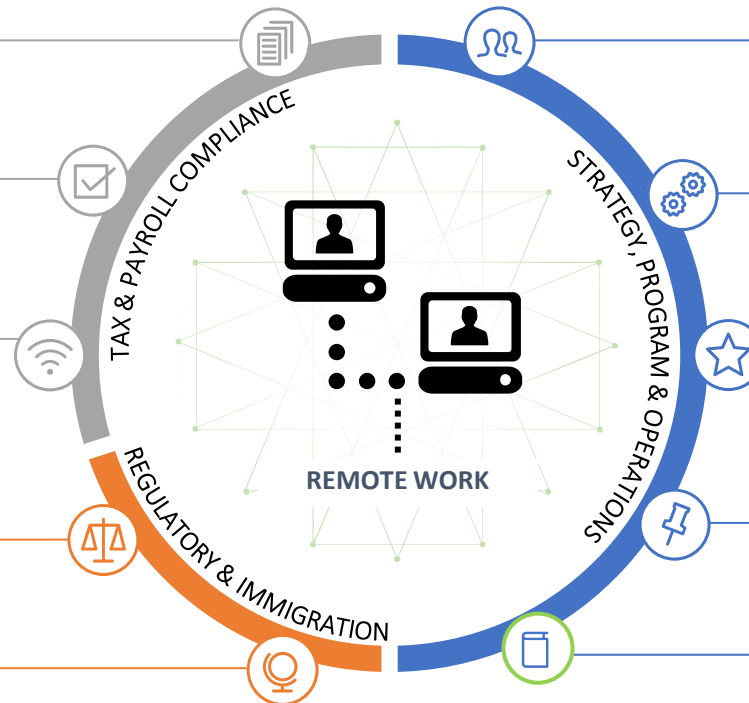 TAX & PAYROLL COMPLIANCE
STRATEGY, PROGRAM & OPERATIONS
REMOTE WORK
REGULATORY & IMMIGRATION